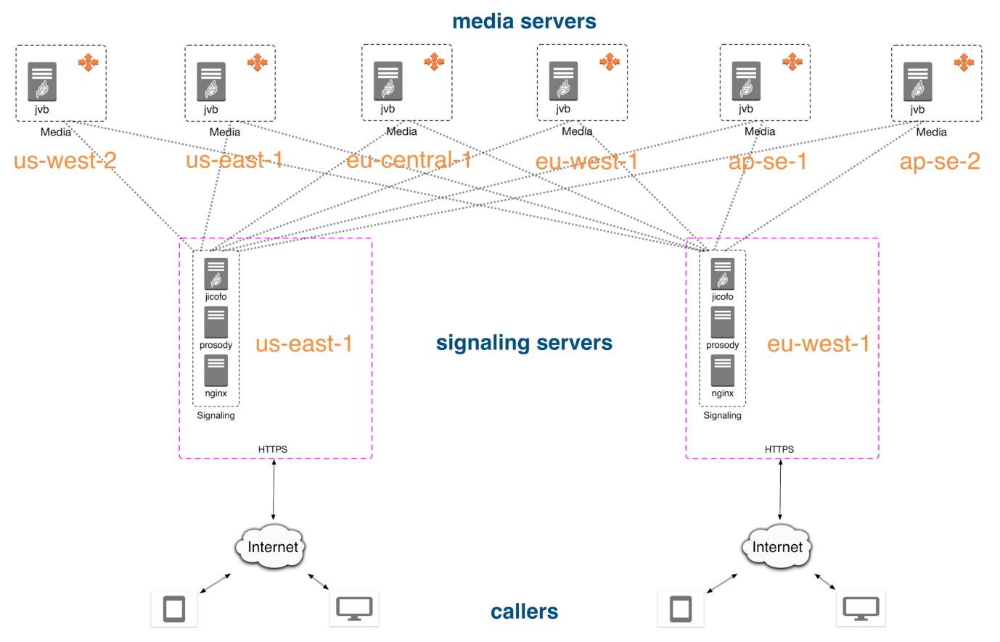 media servers
jvb
jvb
jvb
jvb
jvb
jvb
Media
Media
Media
Media
Media
Media
us-west-2
us-east-1
eu-central-1
eu-west-1
ap-se-1
ap-se-2
jicofo
prosody
nginx
Signaling
us-east-1
HTTPS
signaling servers
jicofo
prosody
nginx
Signaling
eu-west-1
HTTPS
Internet
Internet
callers